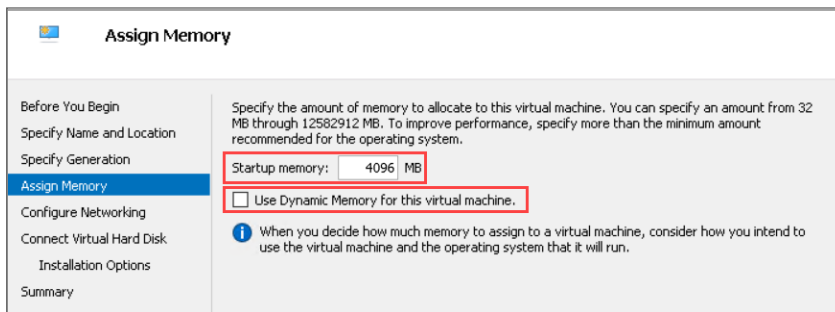 Assign Memory
Before You Begin
Specify Name and Location
Specify Generation
Assign Memory
Configure Networking
Connect Virtual Hard Disk
Installation Options
Summary
Specify the amount of memory to allocate to this virtual machine. You can specify an amount from 32
MB through 12582912 MB. To improve performance, specify more than the minimum amount
recommended for the operating system.
Startup memory: 4096 MB
Use Dynamic Memory for this virtual machine.
When you decide how much memory to assign to a virtual machine, consider how you intend to
use the virtual machine and the operating system that it will run.